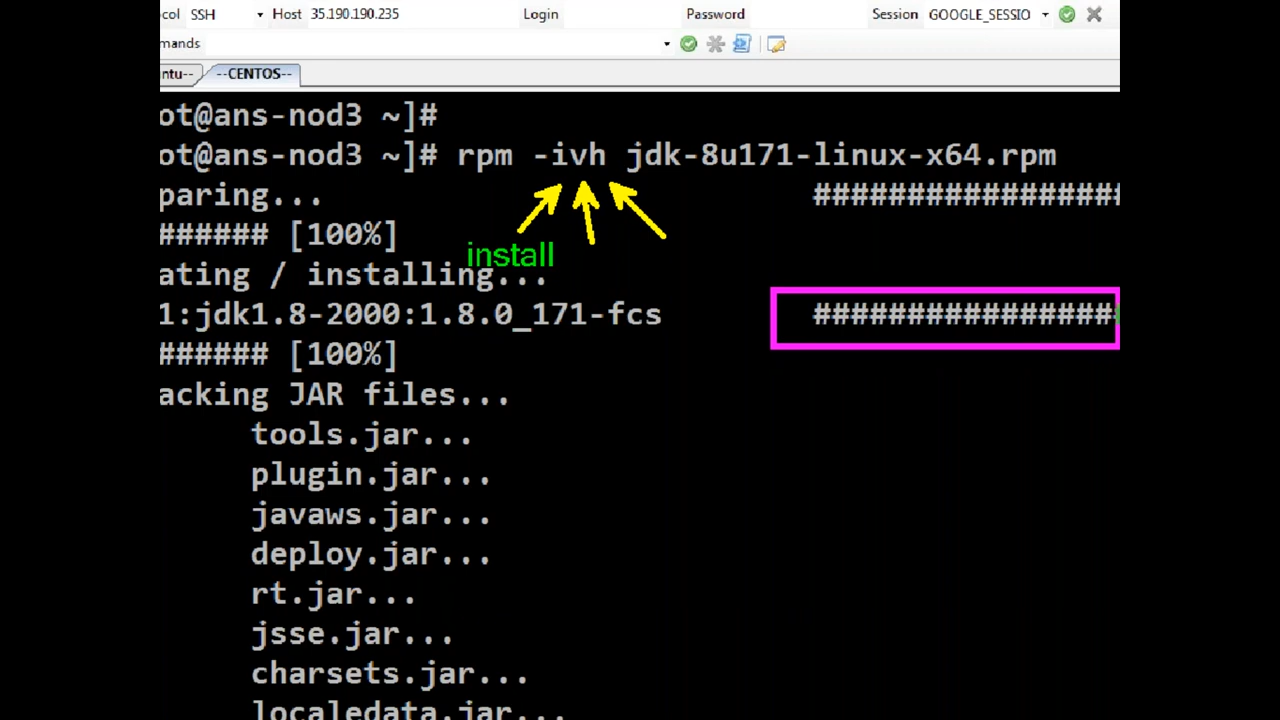 col SSH Host 35.190.190.235 Login Password Session GOOGLE_SESSIO
mands
ntu-- --CENTOS--
ot@ans-nod3 ~]#
ot@ans-nod3 ~]# rpm -ivh jdk-8u171-linux-x64.rpm
paring... #################
###### [100%]
install
ating / installing...
1:jdk1.8-2000:1.8.0_171-fcs #################
###### [100%]
acking JAR files...
tools.jar...
plugin.jar...
javaws.jar...
deploy.jar...
rt.jar...
jsse.jar...
charsets.jar...
localedata.jar...